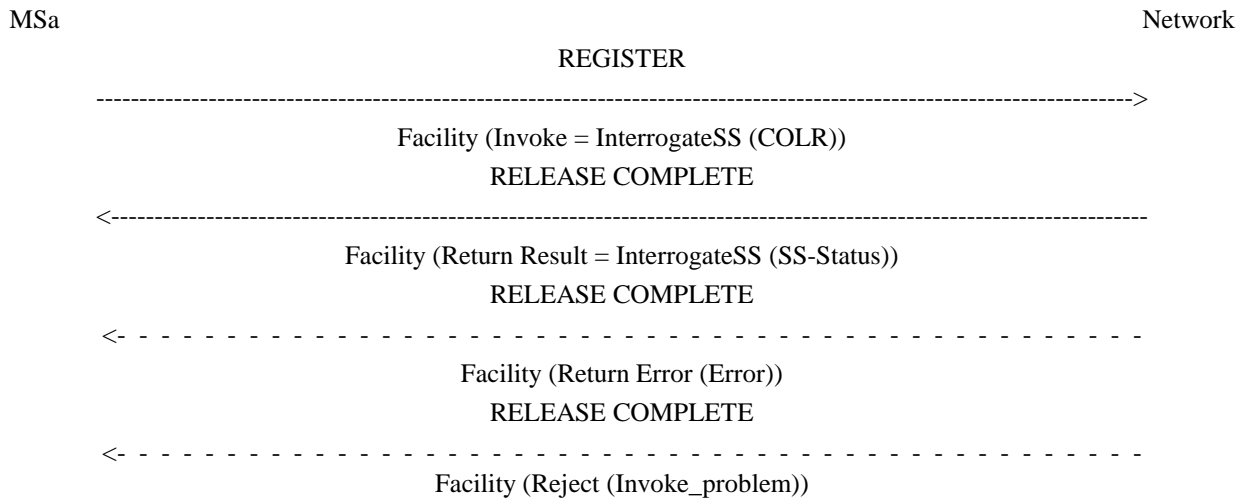 MSa Network
REGISTER
Facility (Invoke = InterrogateSS (COLR))
RELEASE COMPLETE
Facility (Return Result = InterrogateSS (SS-Status))
RELEASE COMPLETE
Facility (Return Error (Error))
RELEASE COMPLETE
Facility (Reject (Invoke_problem))